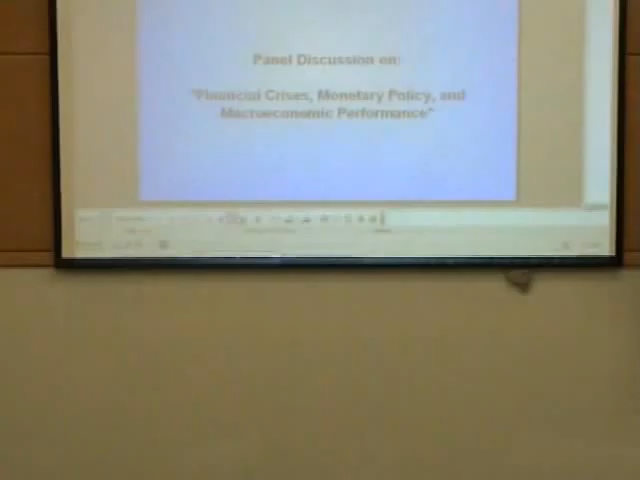 Panel Discussion on:
"Financial Crises, Monetary Policy, and
Macroeconomic Performance"